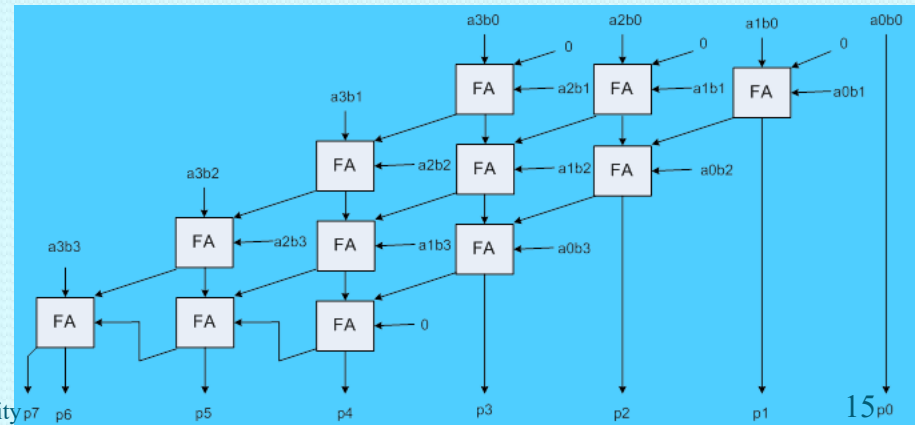 a3b0 a2b0 a1b0 a0b0
0 0 0
FA a2b1 FA a1b1 FA a0b1
a3b1
FA a2b2 FA a1b2 FA a0b2
a3b2
FA a2b3 FA a1b3 FA a0b3
a3b3
FA FA FA 0
ity p7 p6 p5 p4 p3 p2 p1 15 p0